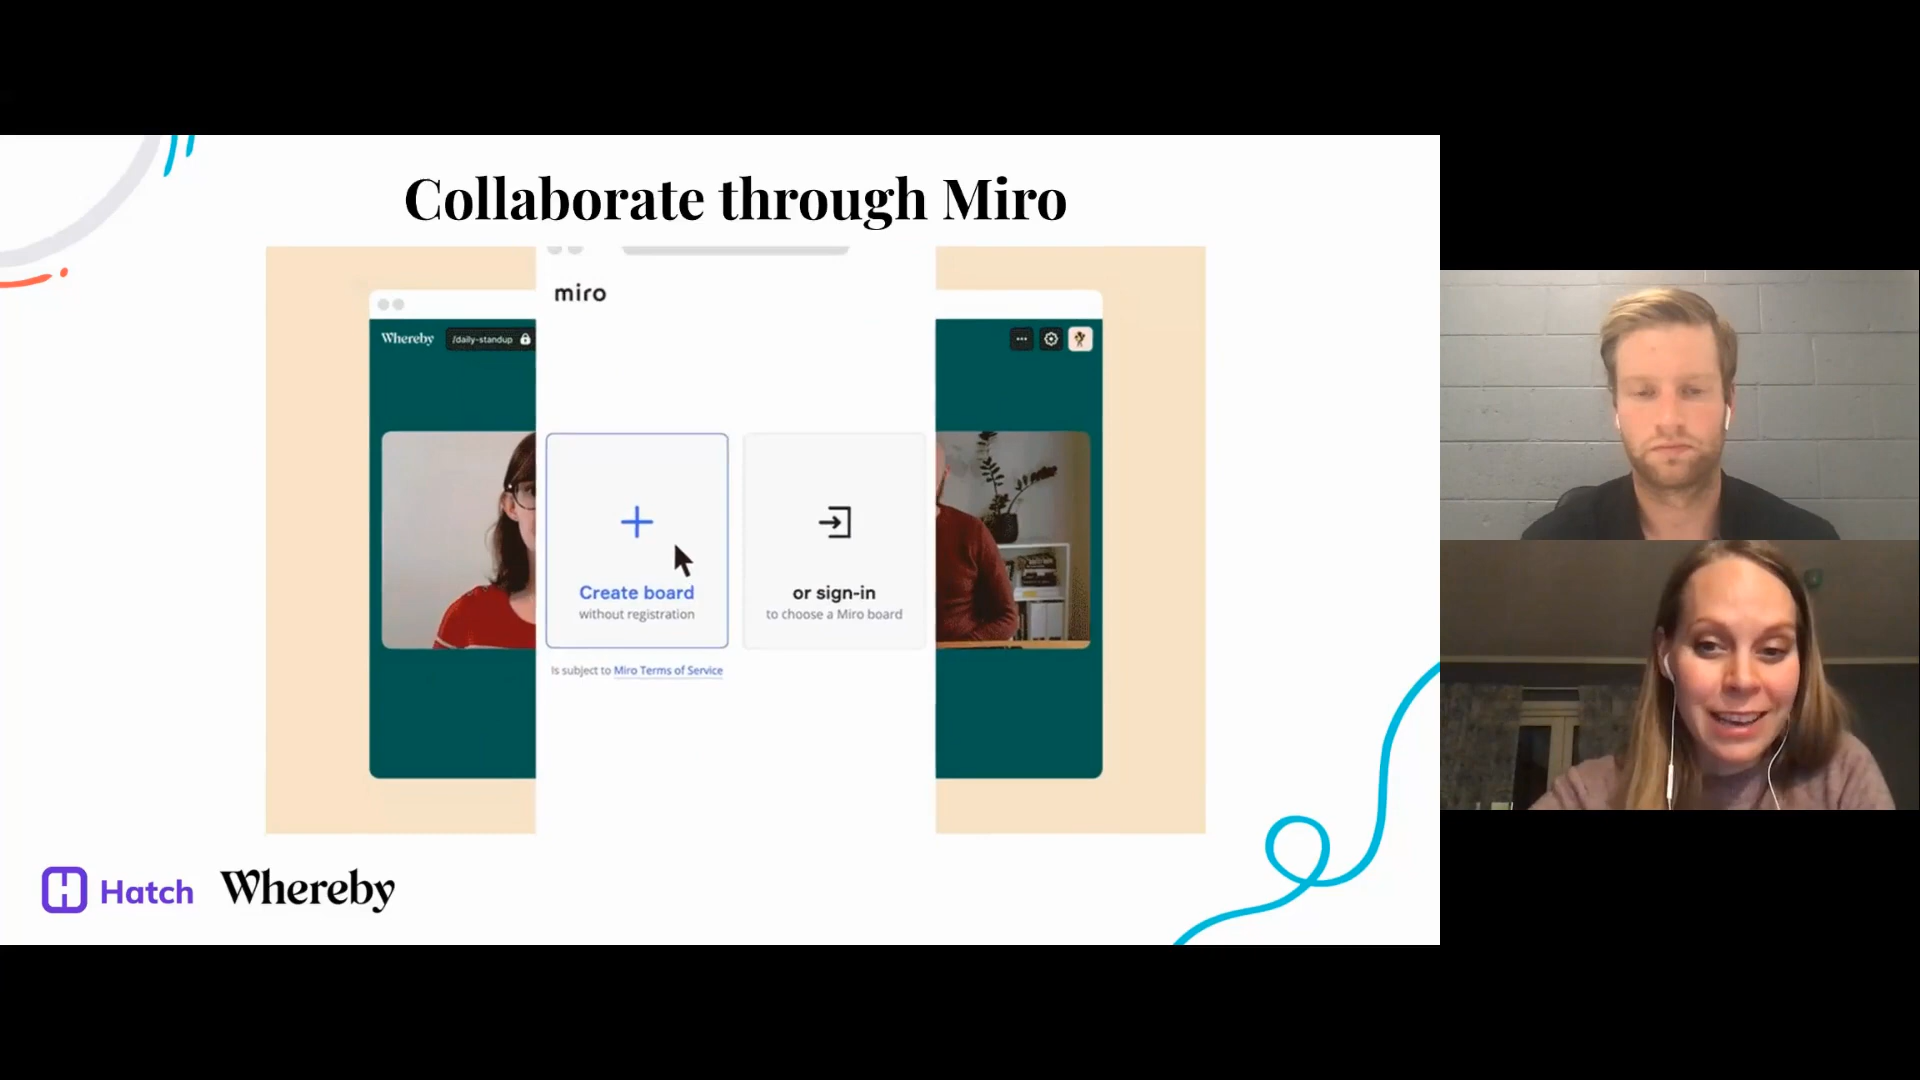 Collaborate through Miro
miro
Whereby /daily-standup
Create board
without registration
or sign-in
to choose a Miro board
Is subject to Miro Terms of Service
Hatch Whereby